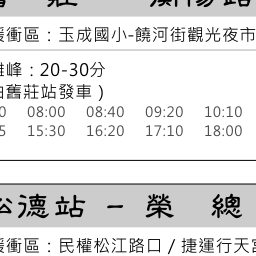 緩衝區：玉成國小-饒河街觀光夜市
離峰：20-30分
由舊莊站發車）
08:00 08:40 09:20 10:10
15:30 16:20 17:10 18:00
松德站 - 榮 總
緩衝區：民權松江路口 / 捷運行天宮